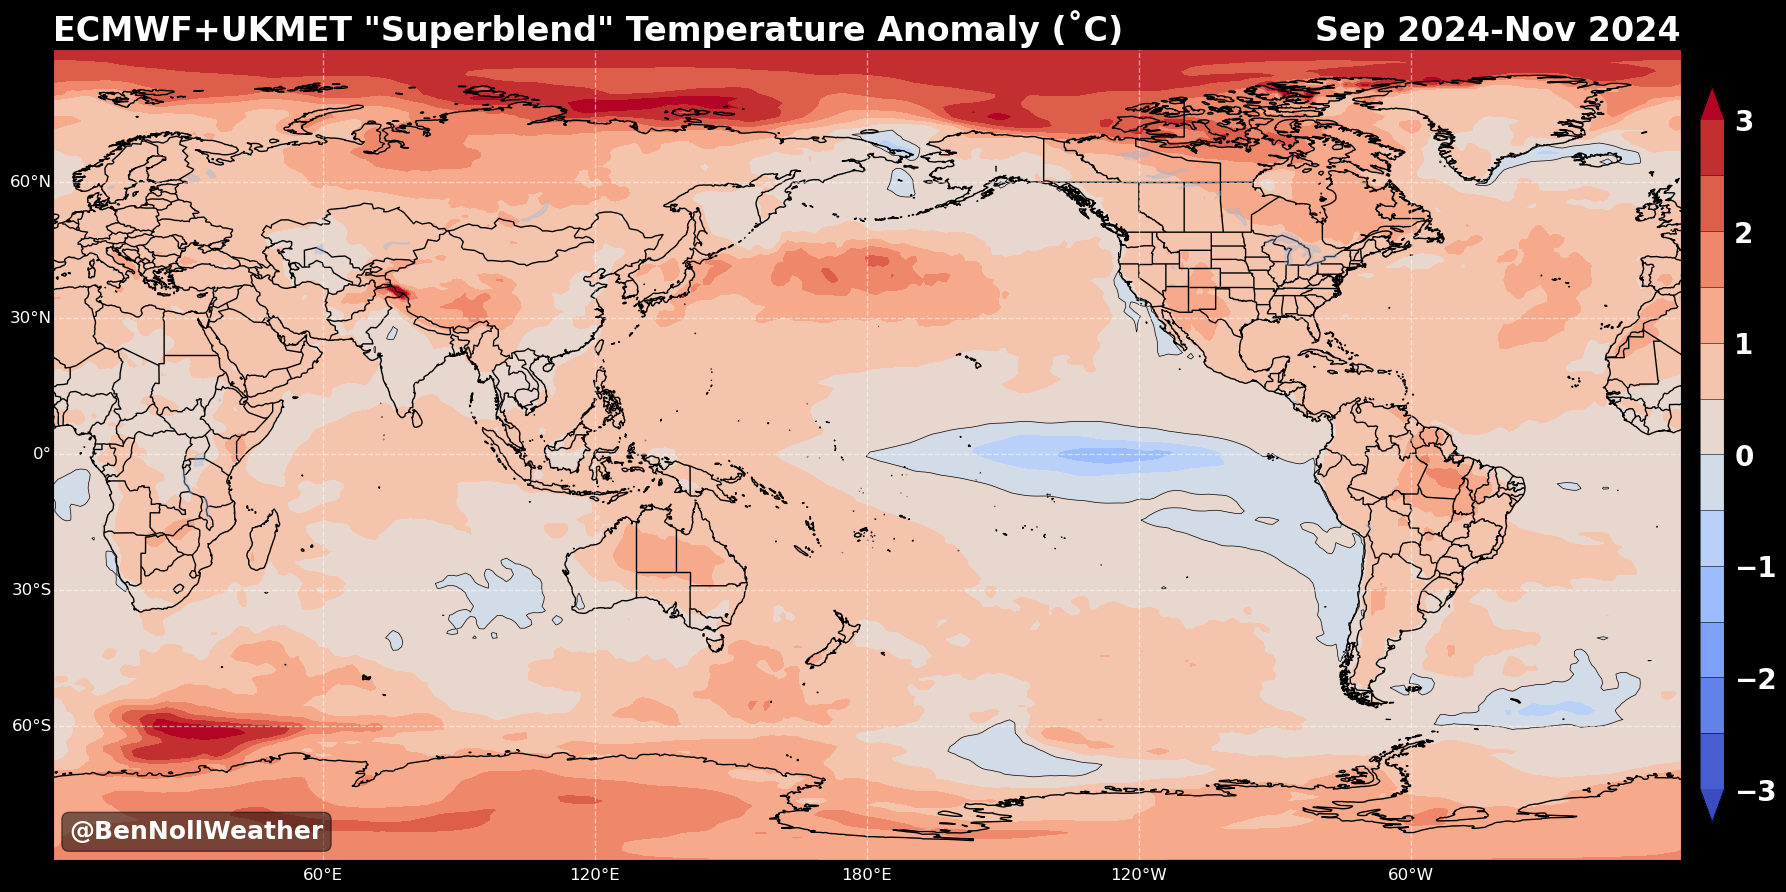 ECMWF+UKMET "Superblend" Temperature Anomaly (˚C)
Sep 2024-Nov 2024
3
2
1
0
−1
−2
−3
60°N
30°N
0°
30°S
60°S
@BenNollWeather
60°E
120°E
180°E
120°W
60°W